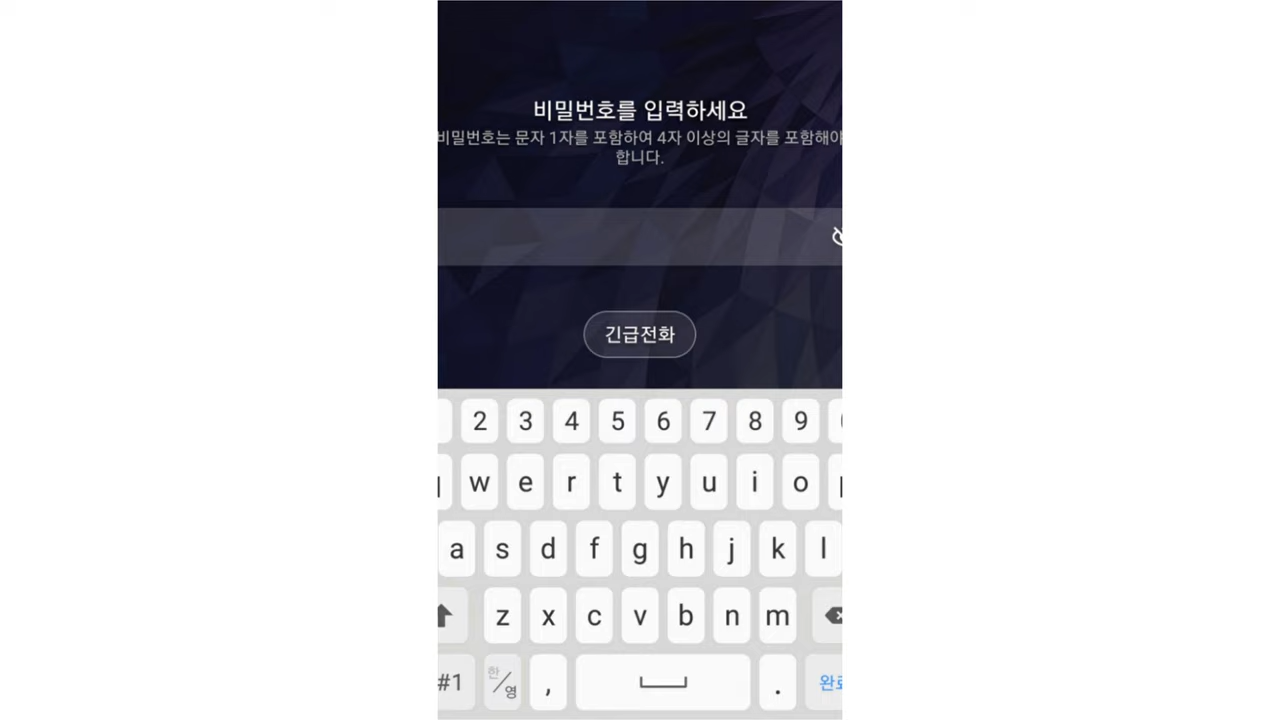 비밀번호를 입력하세요
비밀번호는 문자 1자를 포함하여 4자 이상의 글자를 포함해야
합니다.
긴급전화
2 3 4 5 6 7 8 9
w e r t y u i o
a s d f g h j k l
z x c v b n m
#1 한/영 , . 완료